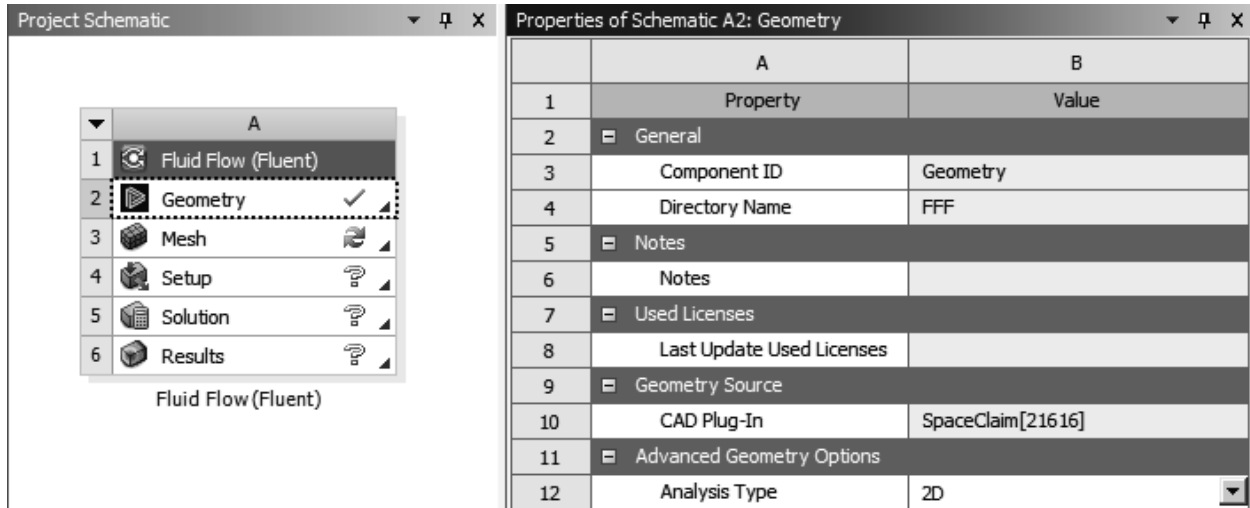 Project Schematic
A
1 Fluid Flow (Fluent)
2 Geometry
3 Mesh
4 Setup
5 Solution
6 Results
Fluid Flow (Fluent)
Properties of Schematic A2: Geometry
A B
1 Property Value
2 General
3 Component ID Geometry
4 Directory Name FFF
5 Notes
6 Notes
7 Used Licenses
8 Last Update Used Licenses
9 Geometry Source
10 CAD Plug-In SpaceClaim[21616]
11 Advanced Geometry Options
12 Analysis Type 2D